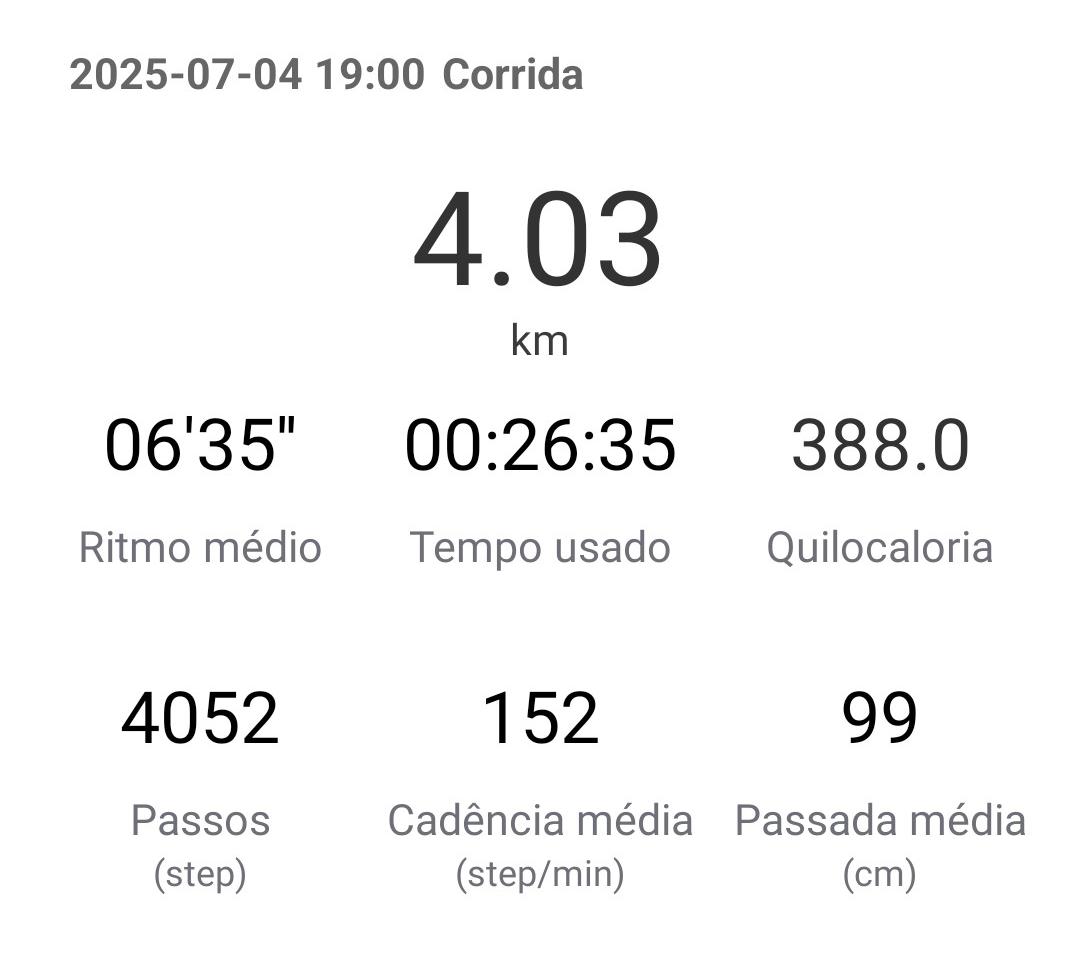 2025-07-04 19:00 Corrida
4.03
km
06'35" 00:26:35 388.0
Ritmo médio Tempo usado Quilocaloria
4052 152 99
Passos Cadência média Passada média
(step) (step/min) (cm)